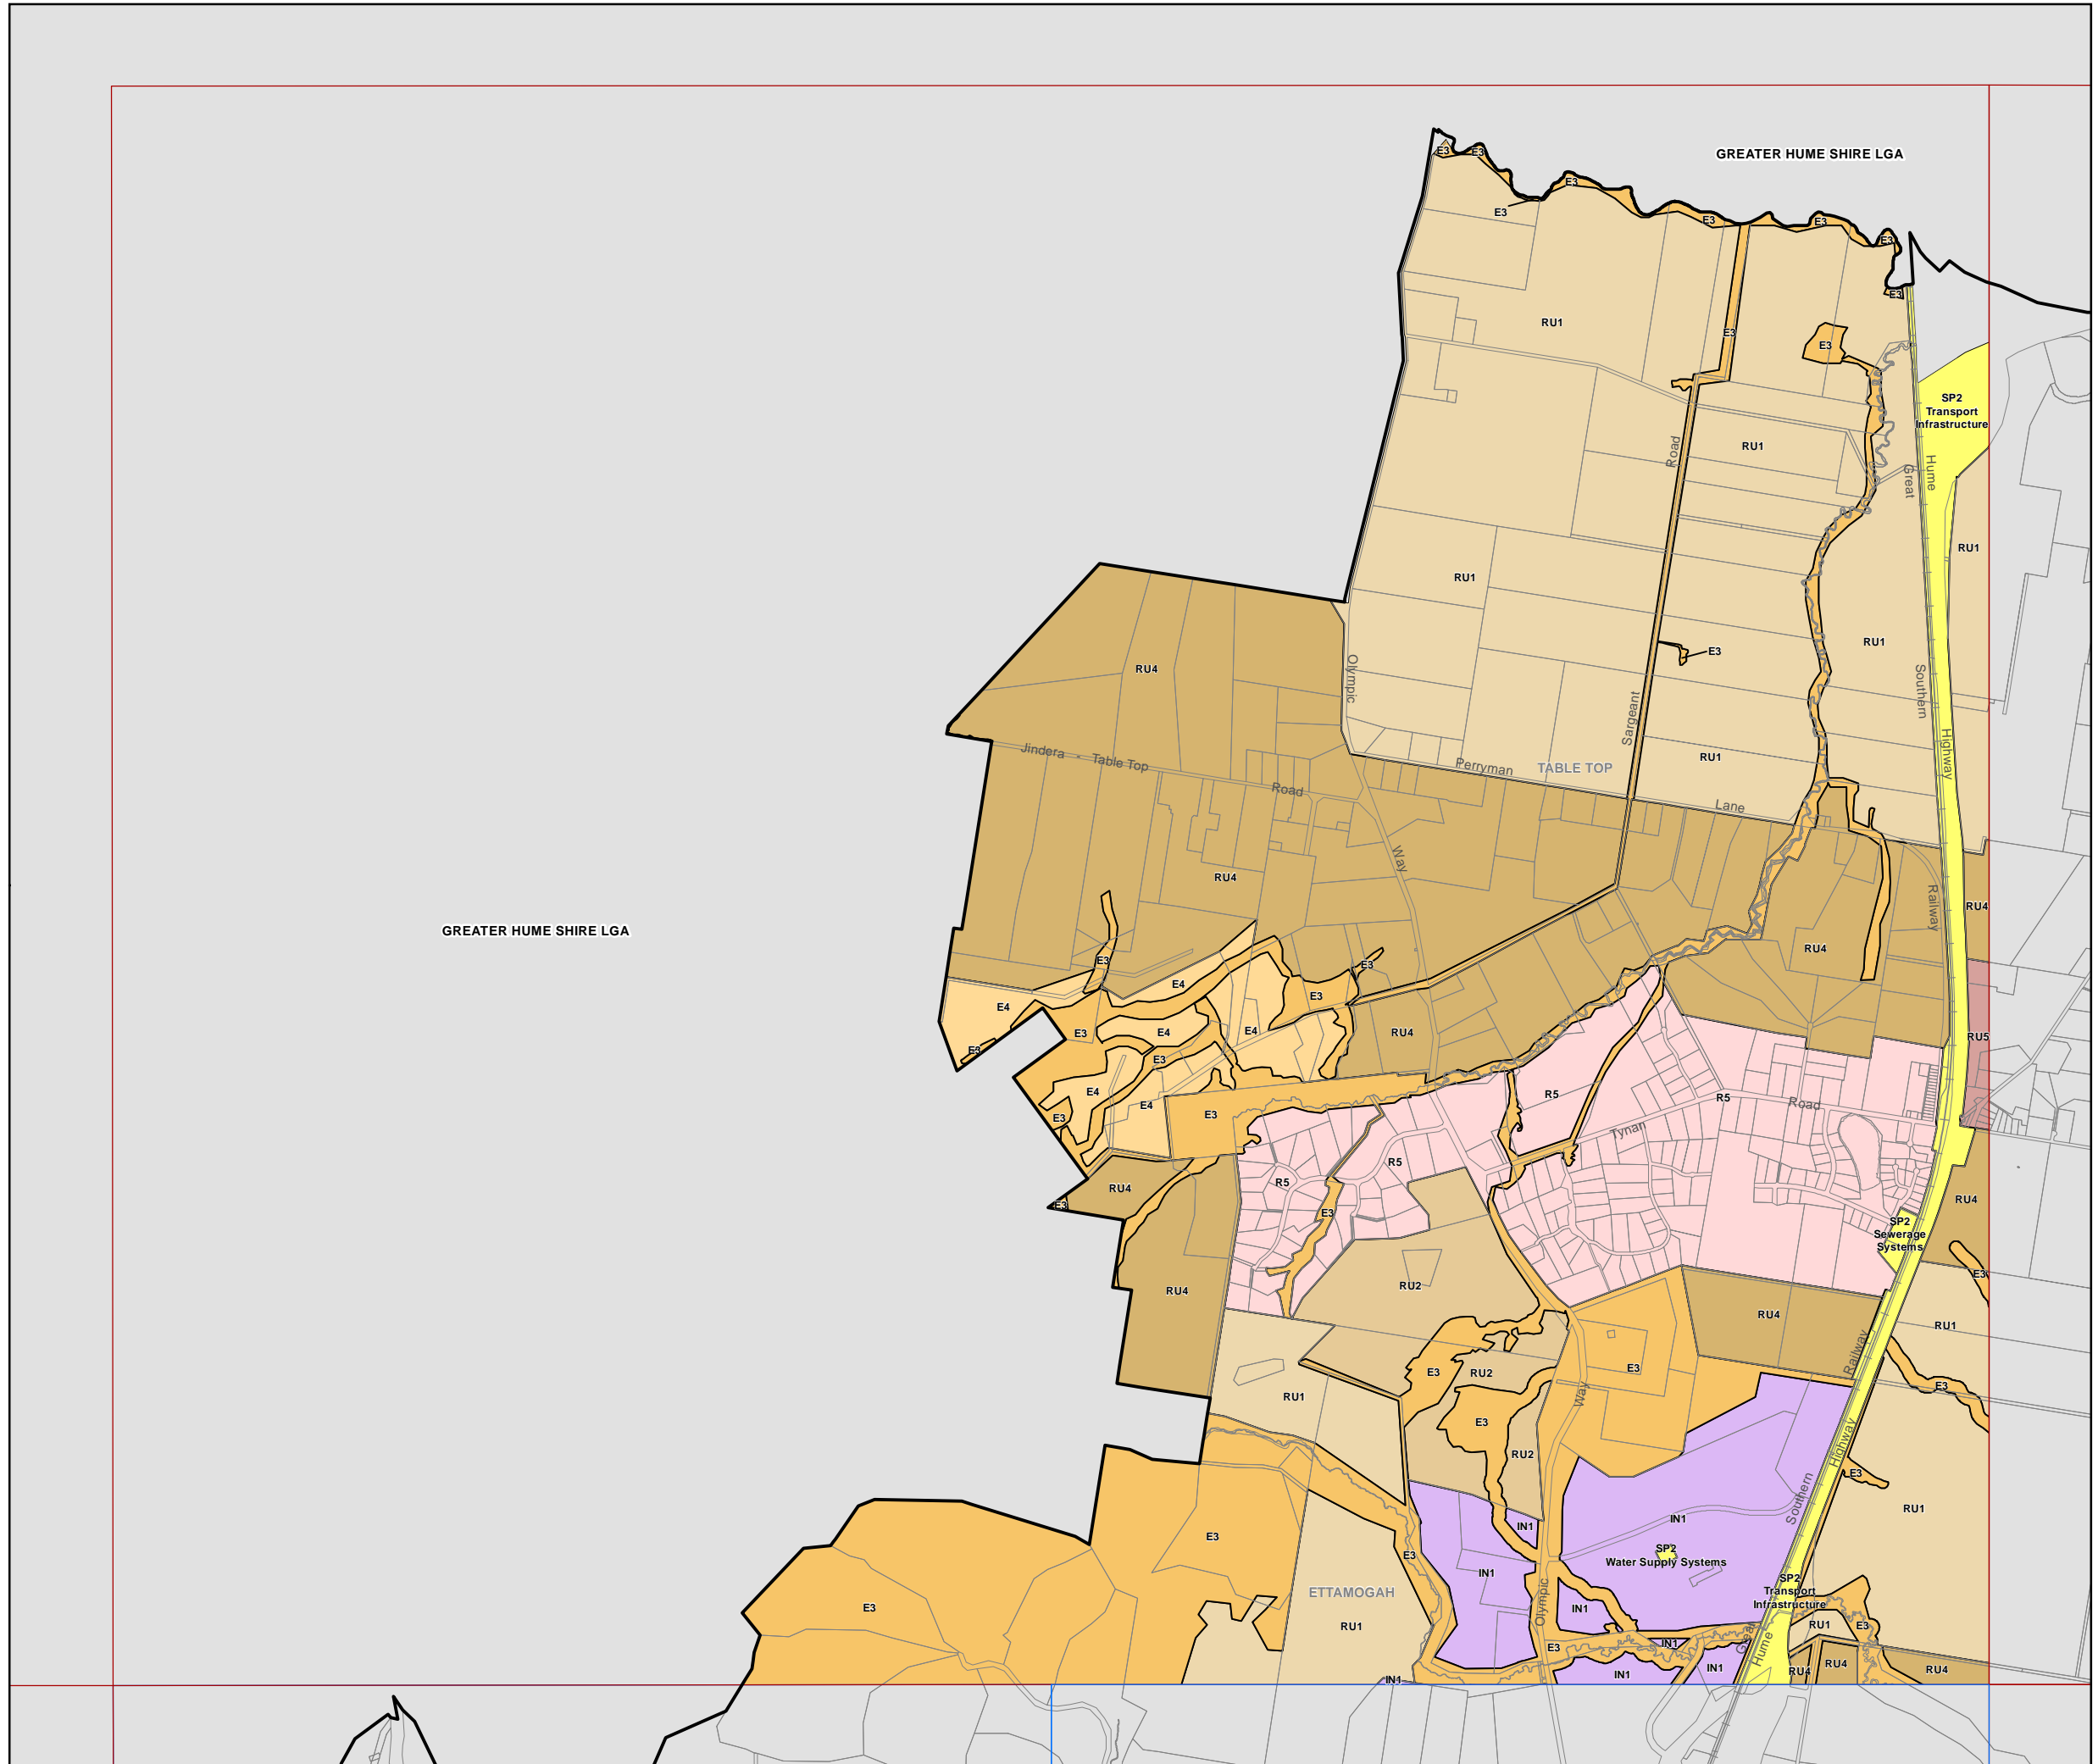 GREATER HUME SHIRE LGA
E3
E3
E3
E3
E3
E3
E3
E3
RU1
E3
E3
SP2
Transport
Infrastructure
Road
RU1
Hume
Great
RU1
RU1
RU1
E3
RU4
Olympic
Southern
Sargeant
Jindera - Table Top
Road
Perryman
TABLE TOP
RU1
Highway
Lane
Way
RU4
Railway
RU4
GREATER HUME SHIRE LGA
RU4
E3
E3
E4
E3
E4
E3
E4
E4
RU4
RU5
E3
E3
E4
R5
R5
Road
E4
E3
E3
Tynan
R5
R5
RU4
RU4
E3
E3
SP2
Sewerage
Systems
E3
RU4
RU2
RU4
RU1
Railway
E3
RU2
E3
E3
RU1
Way
E3
RU2
Highway
E3
Southern
RU1
IN1
IN1
E3
E3
SP2
Water Supply Systems
IN1
SP2
Transport
Infrastructure
ETTAMOGAH
Olympic
E3
IN1
RU1
RU1
E3
Great
Hume
E3
IN1
IN1
IN1
IN1
RU4
RU4
RU4
IN1